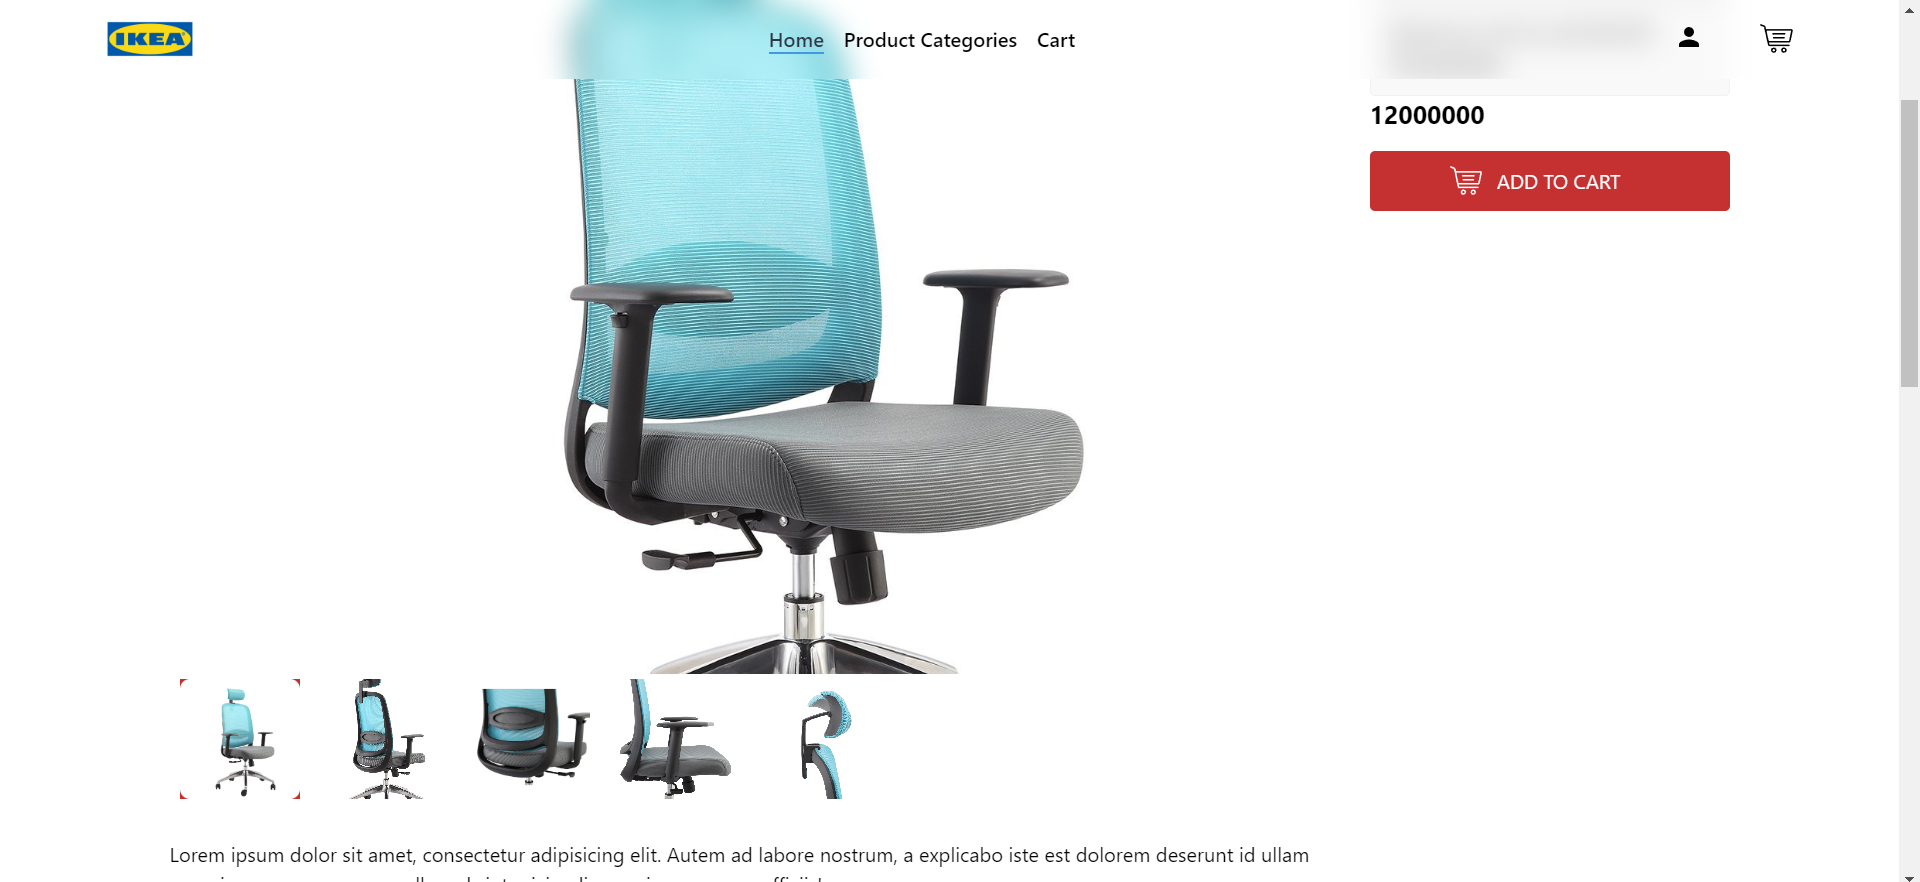 IKEA
Home Product Categories Cart
12000000
ADD TO CART
Lorem ipsum dolor sit amet, consectetur adipisicing elit. Autem ad labore nostrum, a explicabo iste est dolorem deserunt id ullam